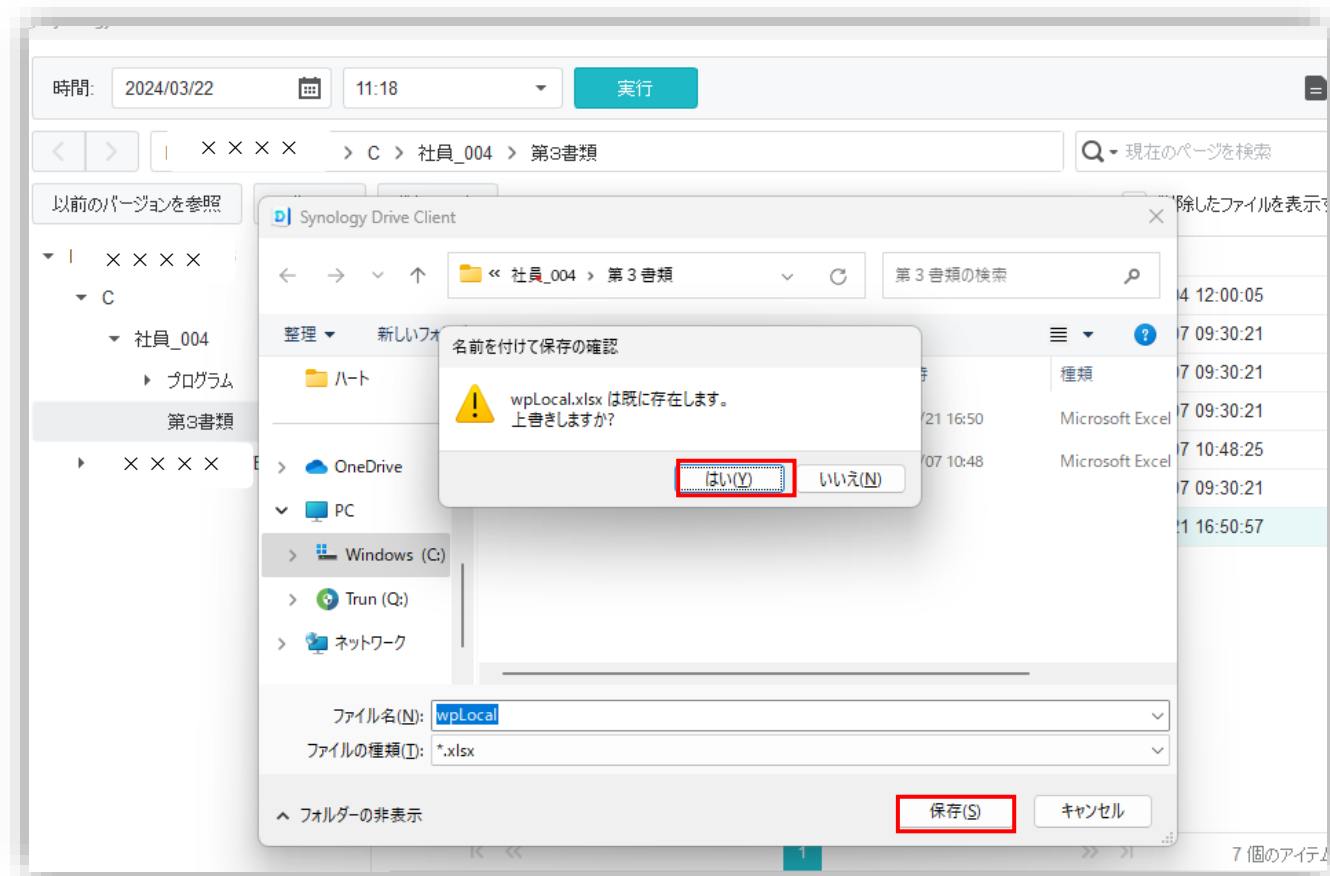 時間: 2024/03/22 11:18 実行
×××× > C > 社員_004 > 第3書類 現在のページを検索
以前のバージョンを参照 除したファイルを表示す
Synology Drive Client
××××
« 社員_004 > 第３書類 第３書類の検索
C
社員_004
プログラム
第3書類
××××
整理 新しいフォ
名前を付けて保存の確認
wpLocal.xlsx は既に存在します。
上書きしますか?
はい(Y) いいえ(N)
ハート
OneDrive
PC
Windows (C:)
Trun (Q:)
ネットワーク
種類
/21 16:50 Microsoft Excel
/07 10:48 Microsoft Excel
4 12:00:05
7 09:30:21
7 09:30:21
7 09:30:21
7 10:48:25
7 09:30:21
21 16:50:57
ファイル名(N): wpLocal
ファイルの種類(T): *.xlsx
フォルダーの非表示 保存(S) キャンセル
1 7 個のアイテム